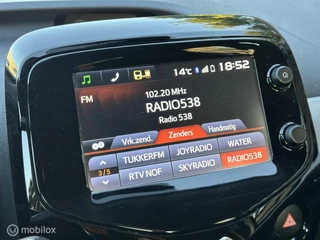 14°C 18:52
FM
102.20 MHz
RADIO538
Radio 538
Vrk.zend. Zenders Handmatig
TUKKERFM JOYRADIO WATER
3/5
RTV NOF SKYRADIO RADIO538
Marktplaats